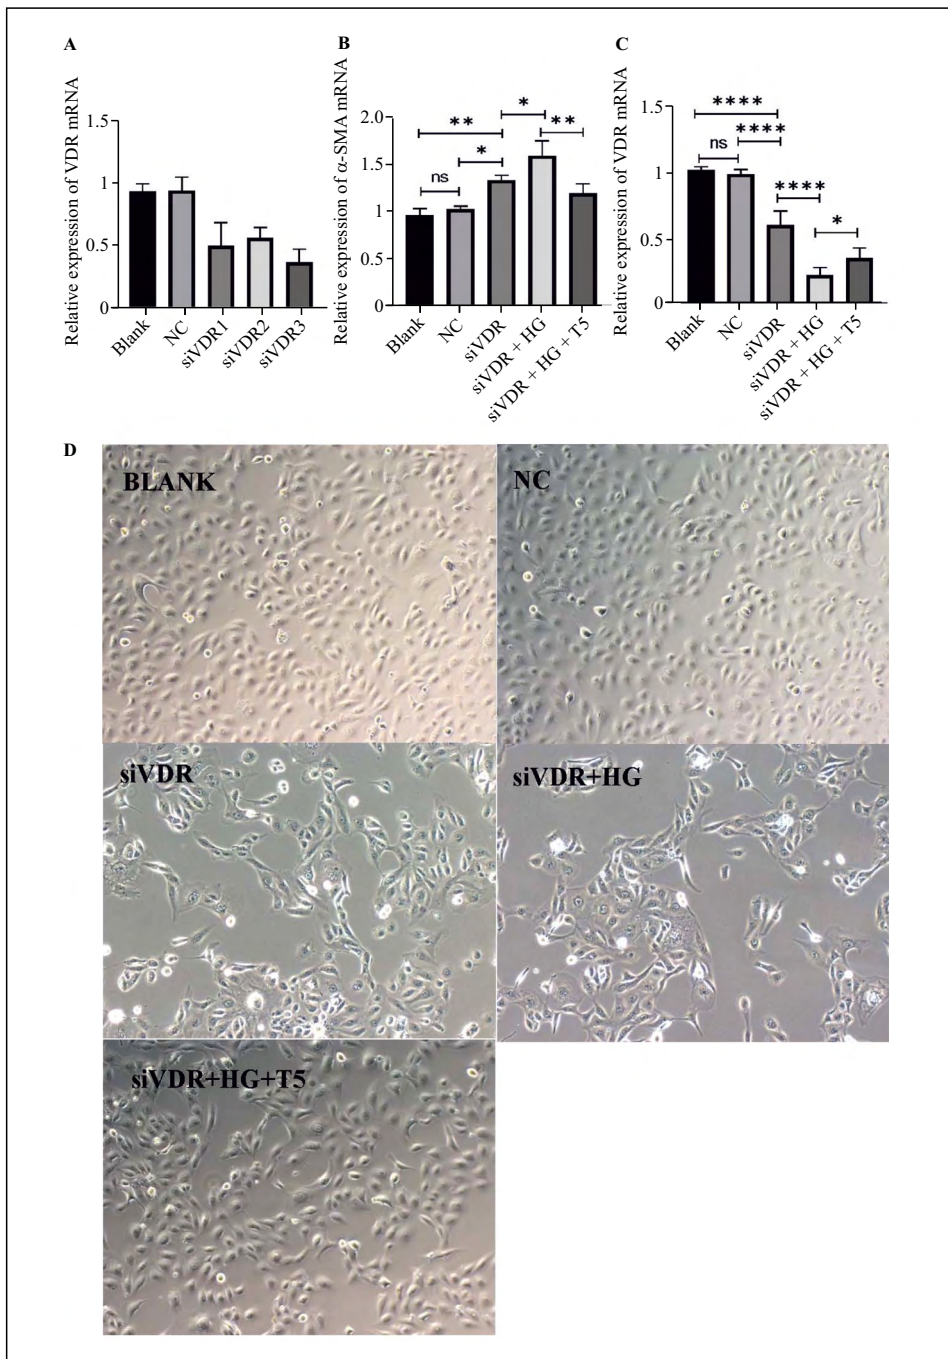 A
Relative expression of VDR mRNA
1.5
1
0.5
0
Blank
NC
siVDR1
siVDR2
siVDR3
B
Relative expression of α-SMA mRNA
2.0
1.5
1
0.5
0
**
*
*
**
ns
Blank
NC
siVDR
siVDR + HG
siVDR + HG + T5
C
Relative expression of VDR mRNA
1.5
1
0.5
0
****
ns
****
****
*
Blank
NC
siVDR
siVDR + HG
siVDR + HG + T5
D
BLANK
NC
siVDR
siVDR+HG
siVDR+HG+T5